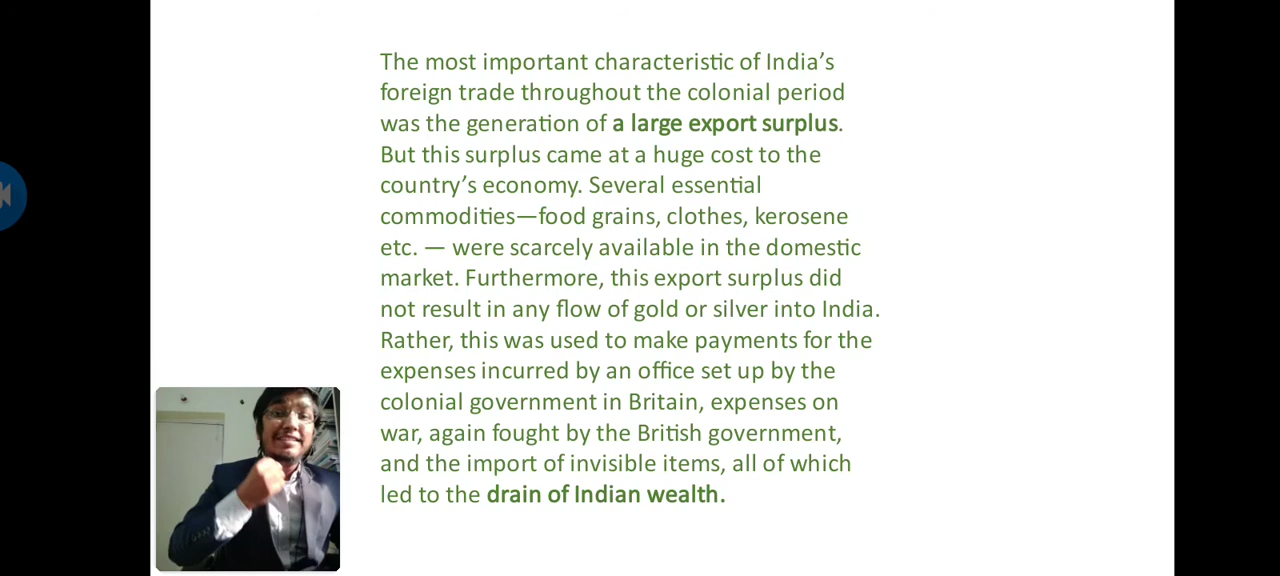 The most important characteristic of India’s
foreign trade throughout the colonial period
was the generation of a large export surplus.
But this surplus came at a huge cost to the
country’s economy. Several essential
commodities—food grains, clothes, kerosene
etc. — were scarcely available in the domestic
market. Furthermore, this export surplus did
not result in any flow of gold or silver into India.
Rather, this was used to make payments for the
expenses incurred by an office set up by the
colonial government in Britain, expenses on
war, again fought by the British government,
and the import of invisible items, all of which
led to the drain of Indian wealth.